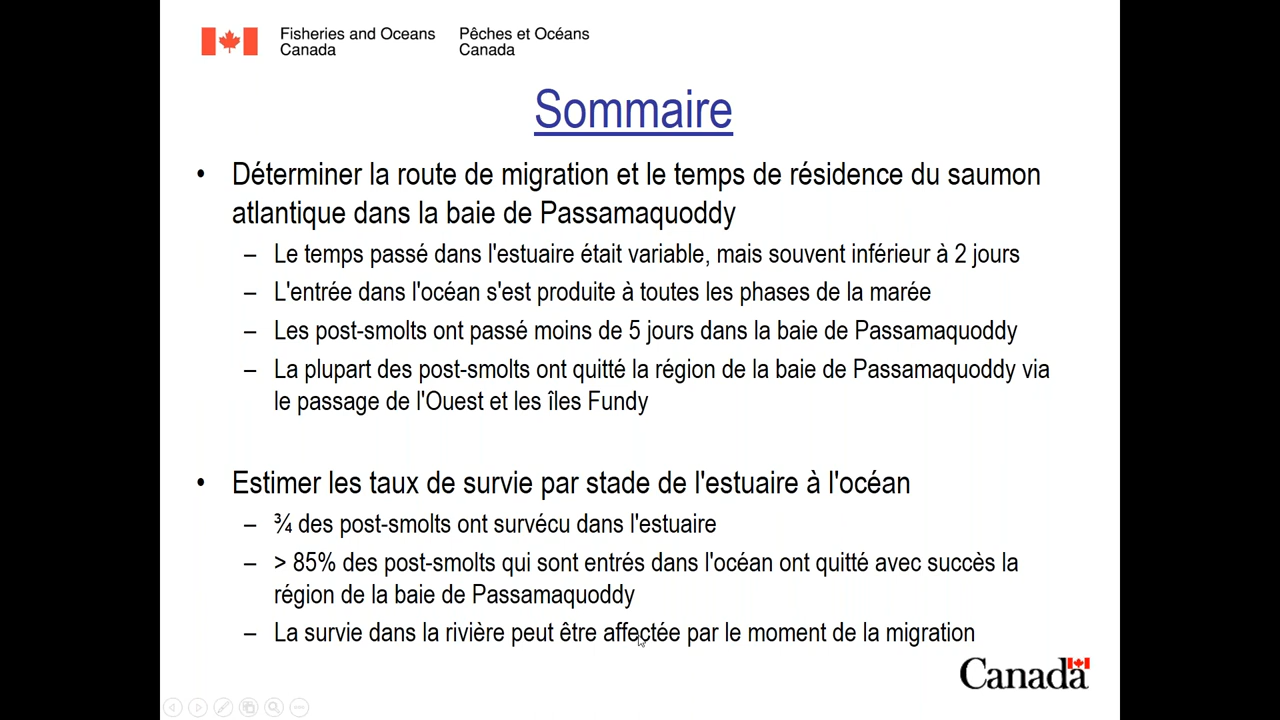 Fisheries and Oceans Pêches et Océans
Canada Canada
Sommaire
• Déterminer la route de migration et le temps de résidence du saumon
atlantique dans la baie de Passamaquoddy
– Le temps passé dans l'estuaire était variable, mais souvent inférieur à 2 jours
– L'entrée dans l'océan s'est produite à toutes les phases de la marée
– Les post-smolts ont passé moins de 5 jours dans la baie de Passamaquoddy
– La plupart des post-smolts ont quitté la région de la baie de Passamaquoddy via
le passage de l'Ouest et les îles Fundy
• Estimer les taux de survie par stade de l'estuaire à l'océan
– ¾ des post-smolts ont survécu dans l'estuaire
– > 85% des post-smolts qui sont entrés dans l'océan ont quitté avec succès la
région de la baie de Passamaquoddy
– La survie dans la rivière peut être affectée par le moment de la migration
Canada